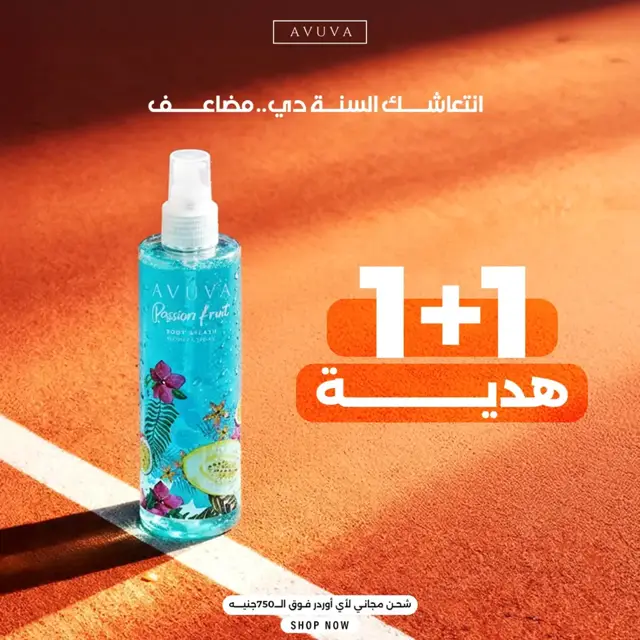 AVUVA
انتعاشك السنة دي.. مضاعف
1+1
هدية
AVUVA
Passion fruit
BODY SPLASH
شحن مجاني لأي أوردر فوق الـ750جنيه
SHOP NOW